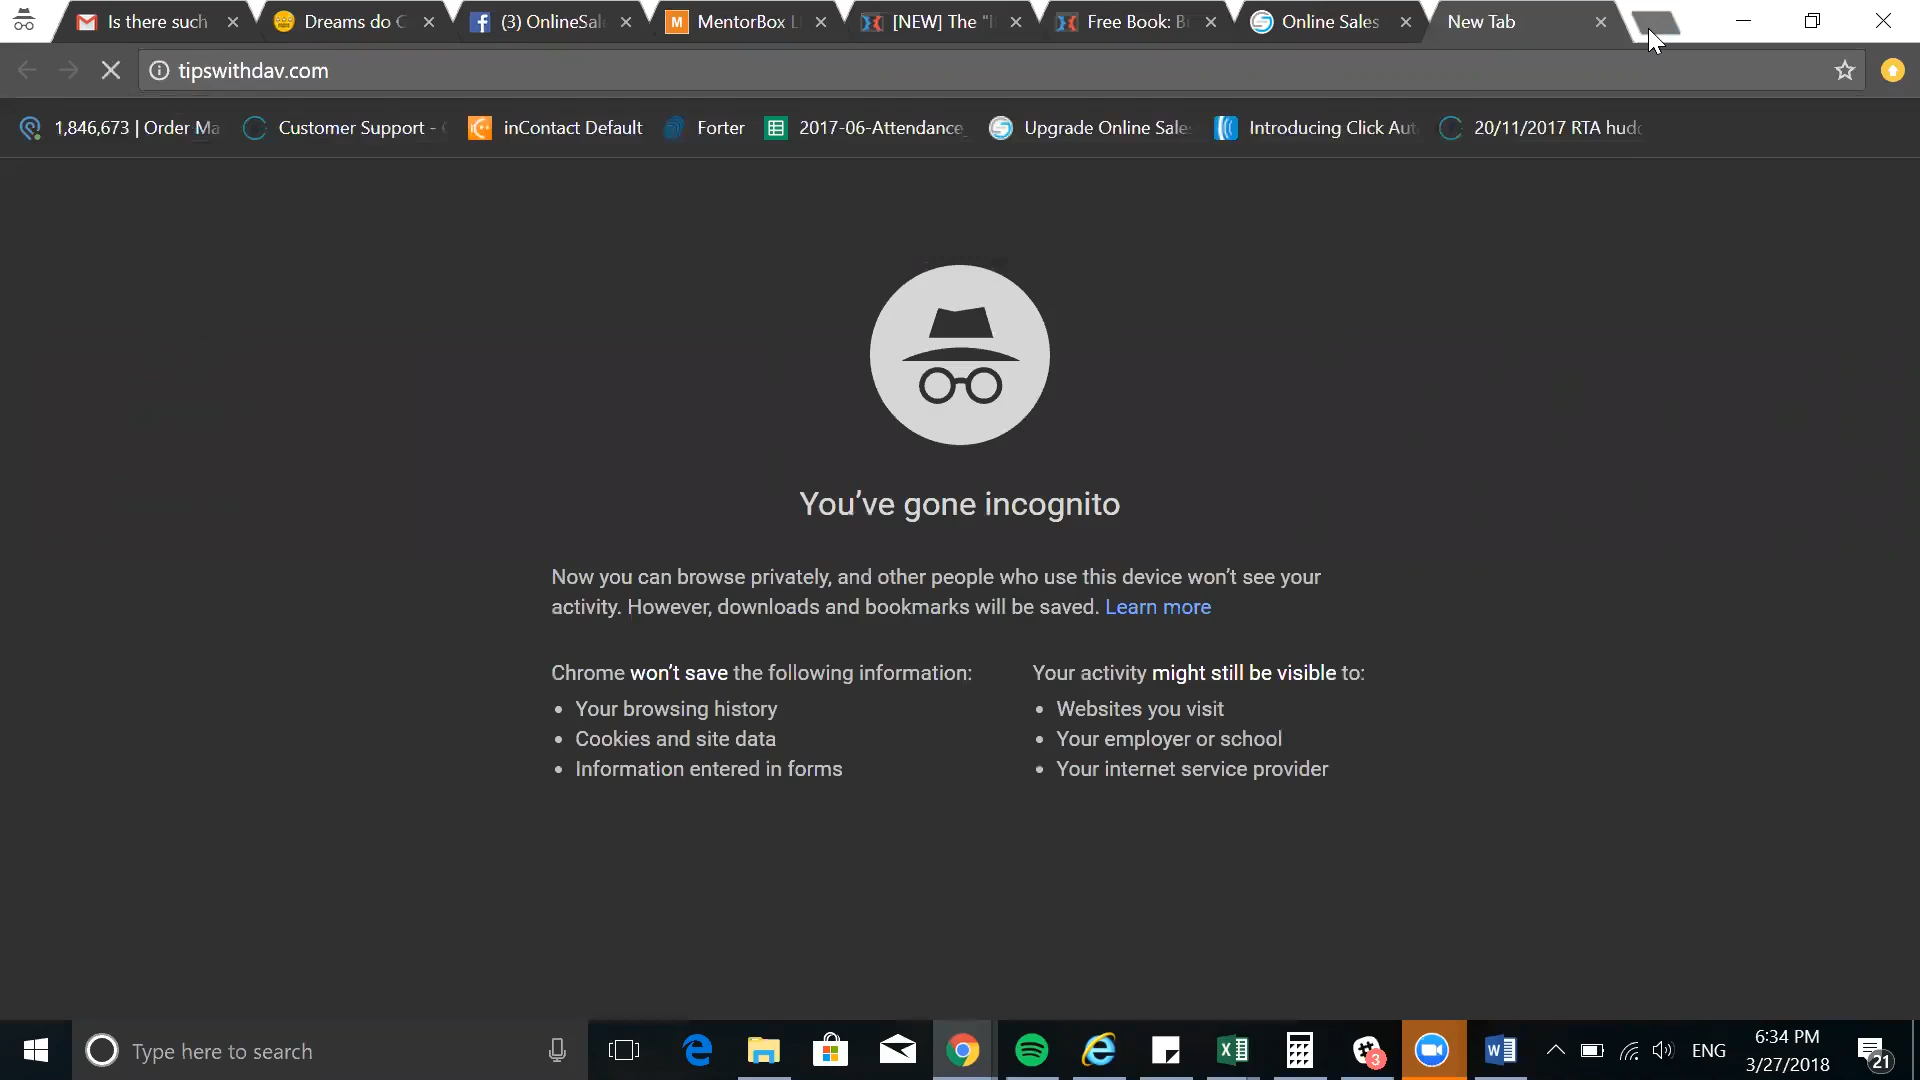 Is there such
Dreams do C
(3) OnlineSal
MentorBox L
[NEW] The "I
Free Book: B
Online Sales
New Tab
tipswithdav.com
1,846,673 | Order Ma
Customer Support -
inContact Default
Forter
2017-06-Attendance
Upgrade Online Sale
Introducing Click Aut
20/11/2017 RTA hudd
You've gone incognito
Now you can browse privately, and other people who use this device won't see your
activity. However, downloads and bookmarks will be saved. Learn more
Chrome won't save the following information:
• Your browsing history
• Cookies and site data
• Information entered in forms
Your activity might still be visible to:
• Websites you visit
• Your employer or school
• Your internet service provider
Type here to search
3
ENG
6:34 PM
3/27/2018
21